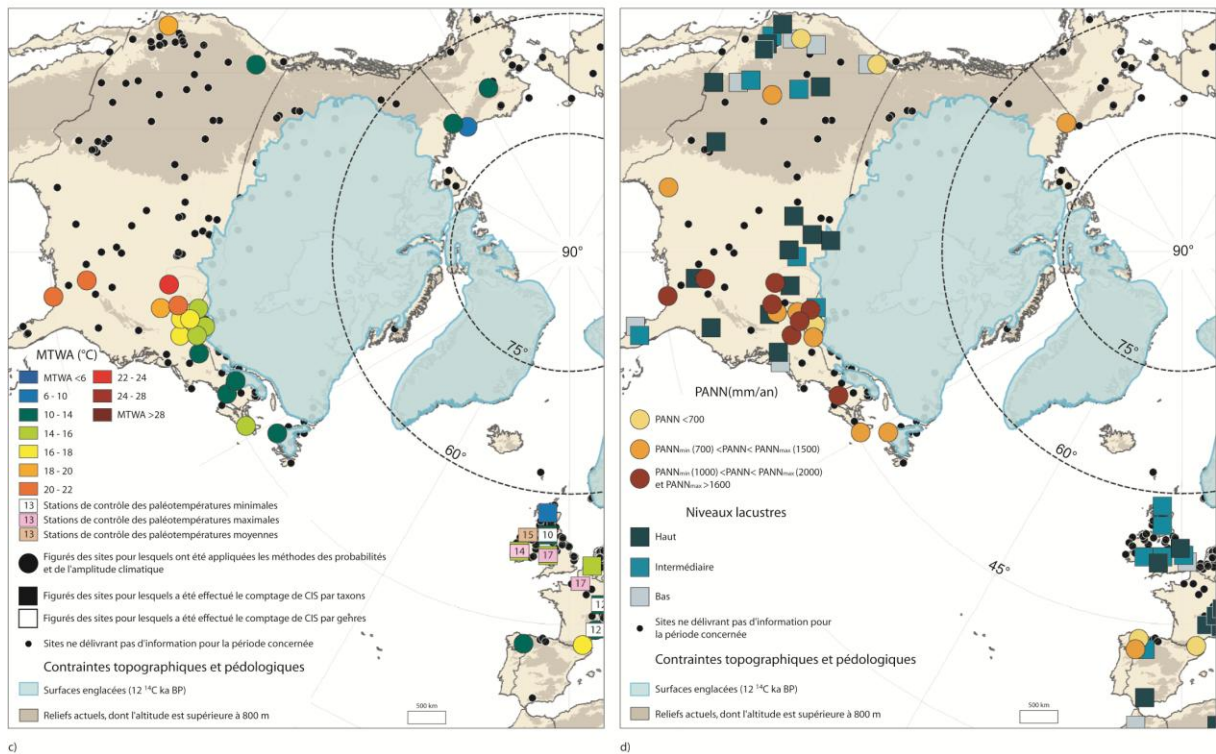 90°
75°
60°
MTWA (°C)
MTWA <6
22 - 24
6 - 10
24 - 28
10 - 14
MTWA >28
14 - 16
16 - 18
18 - 20
20 - 22
13 Stations de contrôle des paléotempératures minimales
13 Stations de contrôle des paléotempératures maximales
13 Stations de contrôle des paléotempératures moyennes
Figurés des sites pour lesquels ont été appliquées les méthodes des probabilités
et de l'amplitude climatique
Figurés des sites pour lesquels a été effectué le comptage de CIS par taxons
Figurés des sites pour lesquels a été effectué le comptage de CIS par genres
Sites ne délivrant pas d'information pour la période concernée
Contraintes topographiques et pédologiques
Surfaces englacées (12 ¹⁴C ka BP)
Reliefs actuels, dont l'altitude est supérieure à 800 m
15
10
14
17
17
12
12
500 km
c)
90°
75°
60°
45°
PANN(mm/an)
PANN <700
PANNmin (700) <PANN< PANNmax (1500)
PANNmin (1000) <PANN< PANNmax (2000)
et PANNmax >1600
Niveaux lacustres
Haut
Intermédiaire
Bas
Sites ne délivrant pas d'information pour
la période concernée
Contraintes topographiques et pédologiques
Surfaces englacées (12 ¹⁴C ka BP)
Reliefs actuels, dont l'altitude est supérieure à 800 m
500 km
d)